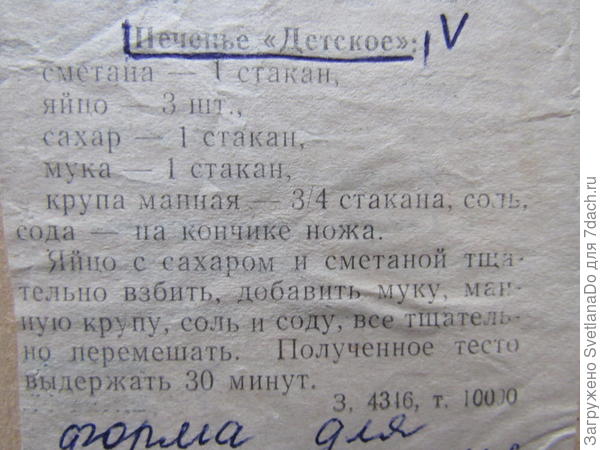 Печенье «Детское»: V
сметана — 1 стакан,
яйцо — 3 шт.,
сахар — 1 стакан,
мука — 1 стакан,
крупа манная — 3/4 стакана, соль,
сода — на кончике ножа.
Яйцо с сахаром и сметаной тща-
тельно взбить, добавить муку, ман-
ную крупу, соль и соду, все тщатель-
но перемешать. Полученное тесто
выдержать 30 минут.
З. 4316, т. 10000
форма для
Загружено SvetlanaDo для 7dach.ru